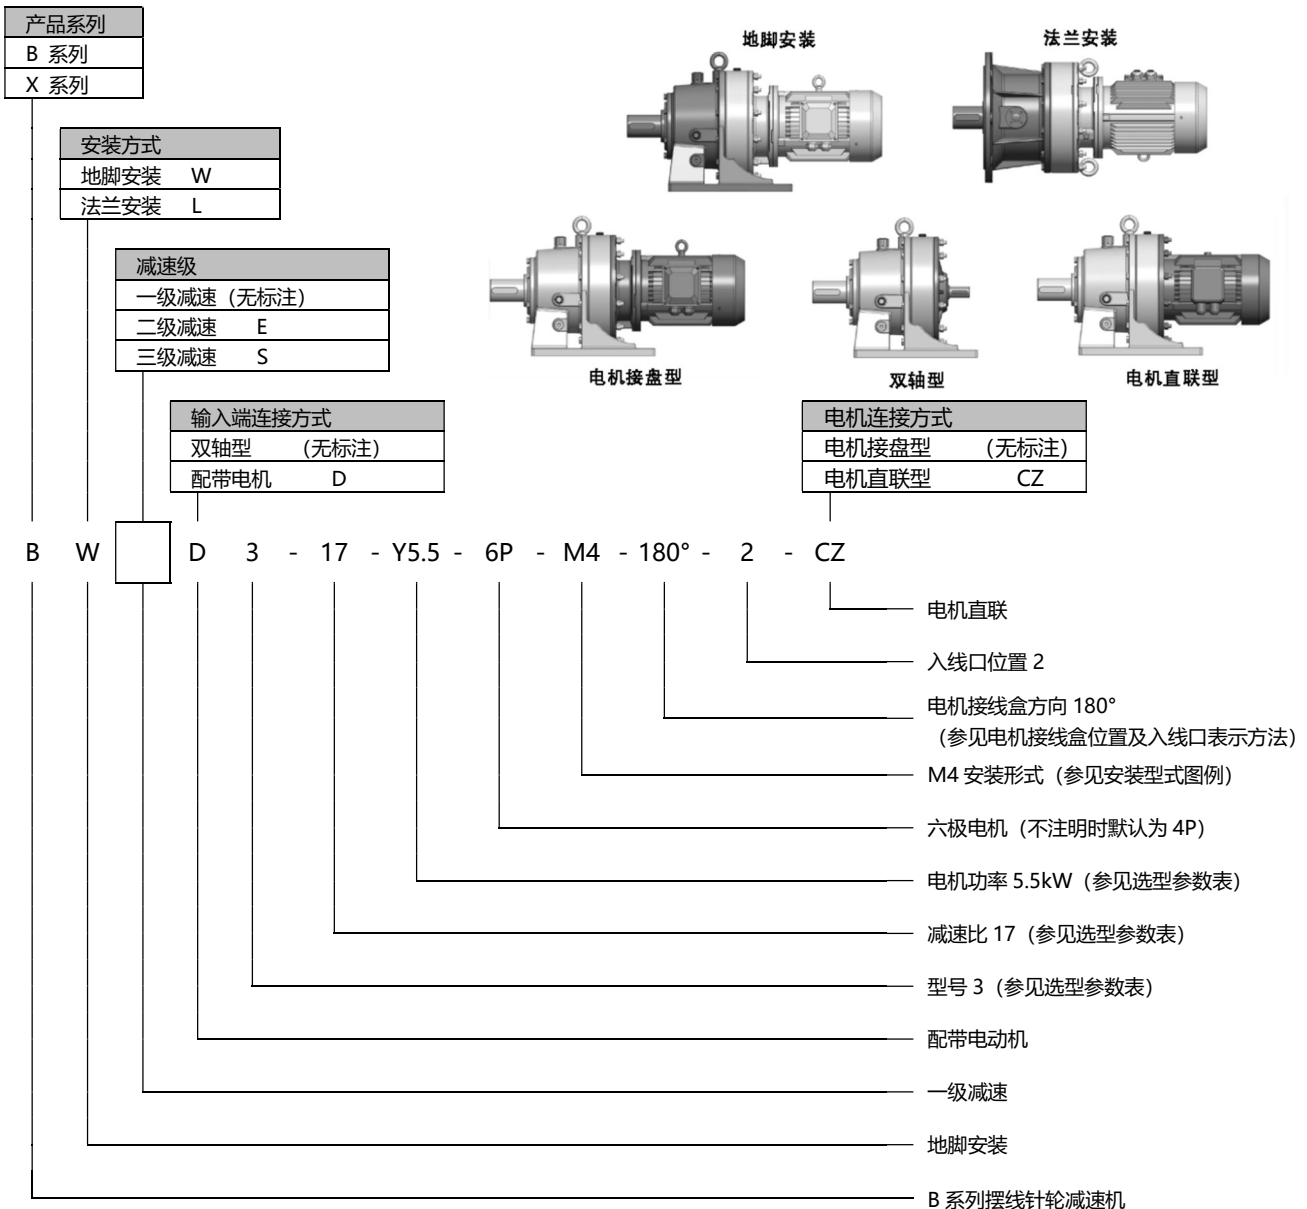 产品系列
B 系列
X 系列
地脚安装
法兰安装
安装方式
地脚安装 W
法兰安装 L
减速级
一级减速（无标注）
二级减速 E
三级减速 S
电机接盘型
双轴型
电机直联型
输入端连接方式
双轴型 （无标注）
配带电机 D
电机连接方式
电机接盘型 （无标注）
电机直联型 CZ
B W D 3 - 17 - Y5.5 - 6P - M4 - 180° - 2 - CZ
电机直联
入线口位置 2
电机接线盒方向 180°
（参见电机接线盒位置及入线口表示方法）
M4 安装形式（参见安装型式图例）
六极电机（不注明时默认为 4P）
电机功率 5.5kW（参见选型参数表）
减速比 17（参见选型参数表）
型号 3（参见选型参数表）
配带电动机
一级减速
地脚安装
B 系列摆线针轮减速机